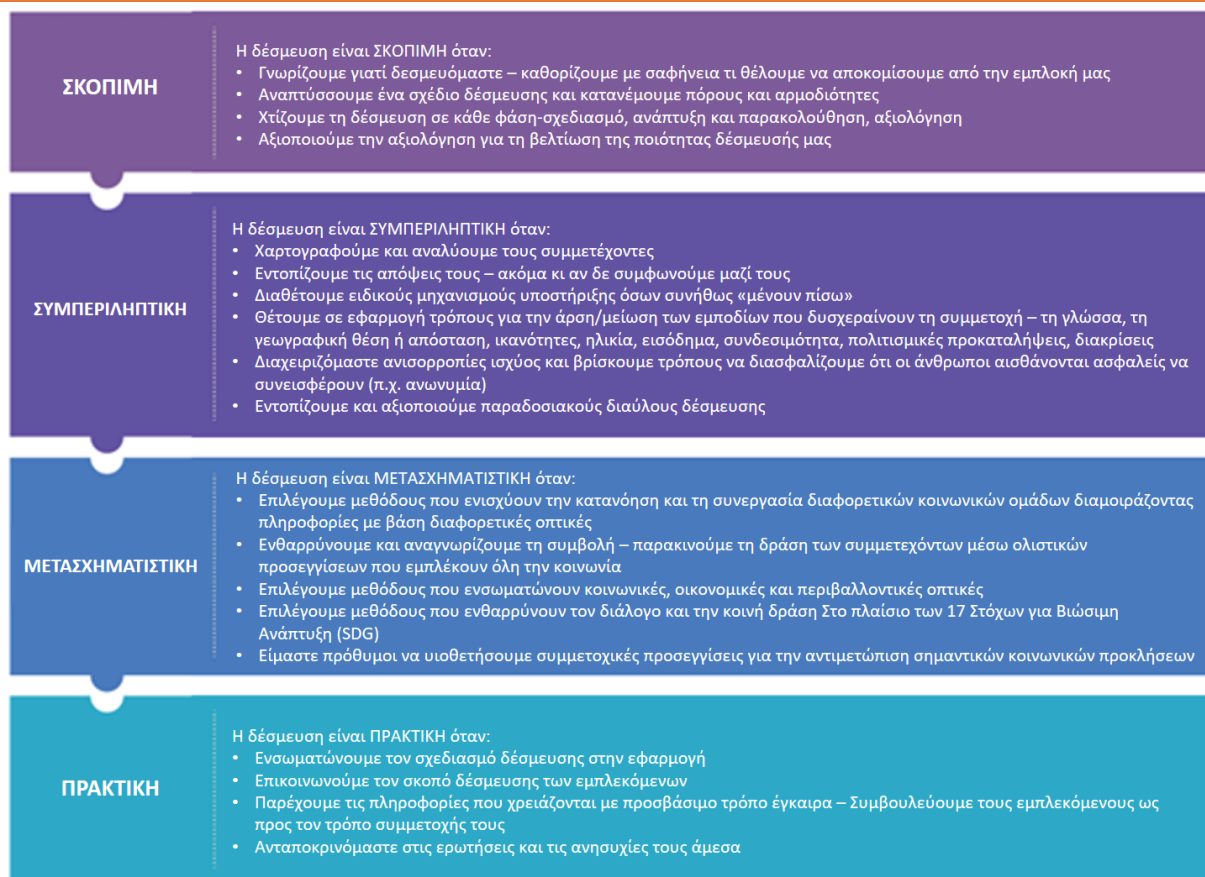 ΣΚΟΠΙΜΗ
Η δέσμευση είναι ΣΚΟΠΙΜΗ όταν:
• Γνωρίζουμε γιατί δεσμευόμαστε – καθορίζουμε με σαφήνεια τι θέλουμε να αποκομίσουμε από την εμπλοκή μας
• Αναπτύσσουμε ένα σχέδιο δέσμευσης και κατανέμουμε πόρους και αρμοδιότητες
• Χτίζουμε τη δέσμευση σε κάθε φάση-σχεδιασμό, ανάπτυξη και παρακολούθηση, αξιολόγηση
• Αξιοποιούμε την αξιολόγηση για τη βελτίωση της ποιότητας δέσμευσής μας
ΣΥΜΠΕΡΙΛΗΠΤΙΚΗ
Η δέσμευση είναι ΣΥΜΠΕΡΙΛΗΠΤΙΚΗ όταν:
• Χαρτογραφούμε και αναλύουμε τους συμμετέχοντες
• Εντοπίζουμε τις απόψεις τους – ακόμα κι αν δε συμφωνούμε μαζί τους
• Διαθέτουμε ειδικούς μηχανισμούς υποστήριξης όσων συνήθως «μένουν πίσω»
• Θέτουμε σε εφαρμογή τρόπους για την άρση/μείωση των εμποδίων που δυσχεραίνουν τη συμμετοχή – τη γλώσσα, τη
γεωγραφική θέση ή απόσταση, ικανότητες, ηλικία, εισόδημα, συνδεσιμότητα, πολιτισμικές προκαταλήψεις, διακρίσεις
• Διαχειριζόμαστε ανισορροπίες ισχύος και βρίσκουμε τρόπους να διασφαλίζουμε ότι οι άνθρωποι αισθάνονται ασφαλείς να
συνεισφέρουν (π.χ. ανωνυμία)
• Εντοπίζουμε και αξιοποιούμε παραδοσιακούς διαύλους δέσμευσης
ΜΕΤΑΣΧΗΜΑΤΙΣΤΙΚΗ
Η δέσμευση είναι ΜΕΤΑΣΧΗΜΑΤΙΣΤΙΚΗ όταν:
• Επιλέγουμε μεθόδους που ενισχύουν την κατανόηση και τη συνεργασία διαφορετικών κοινωνικών ομάδων διαμοιράζοντας
πληροφορίες με βάση διαφορετικές οπτικές
• Ενθαρρύνουμε και αναγνωρίζουμε τη συμβολή – παρακινούμε τη δράση των συμμετεχόντων μέσω ολιστικών
προσεγγίσεων που εμπλέκουν όλη την κοινωνία
• Επιλέγουμε μεθόδους που ενσωματώνουν κοινωνικές, οικονομικές και περιβαλλοντικές οπτικές
• Επιλέγουμε μεθόδους που ενθαρρύνουν τον διάλογο και την κοινή δράση Στο πλαίσιο των 17 Στόχων για Βιώσιμη
Ανάπτυξη (SDG)
• Είμαστε πρόθυμοι να υιοθετήσουμε συμμετοχικές προσεγγίσεις για την αντιμετώπιση σημαντικών κοινωνικών προκλήσεων
ΠΡΑΚΤΙΚΗ
Η δέσμευση είναι ΠΡΑΚΤΙΚΗ όταν:
• Ενσωματώνουμε τον σχεδιασμό δέσμευσης στην εφαρμογή
• Επικοινωνούμε τον σκοπό δέσμευσης των εμπλεκόμενων
• Παρέχουμε τις πληροφορίες που χρειάζονται με προσβάσιμο τρόπο έγκαιρα – Συμβουλεύουμε τους εμπλεκόμενους ως
προς τον τρόπο συμμετοχής τους
• Ανταποκρινόμαστε στις ερωτήσεις και τις ανησυχίες τους άμεσα